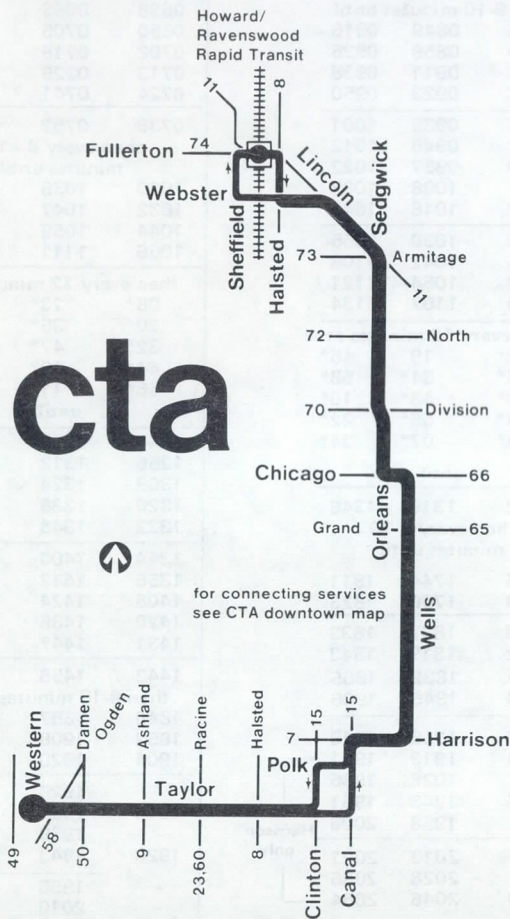 Howard/
Ravenswood
Rapid Transit
11
8
Fullerton 74
Lincoln
Webster
Sedgwick
Sheffield
Halsted
73
Armitage
11
72
North
cta
70
Division
Chicago
66
Orleans
Grand
65
for connecting services
see CTA downtown map
Wells
15
15
7
Harrison
Polk
Western
Damen
Ogden
Ashland
Racine
Halsted
Taylor
49
58
50
9
23,60
8
Clinton
Canal